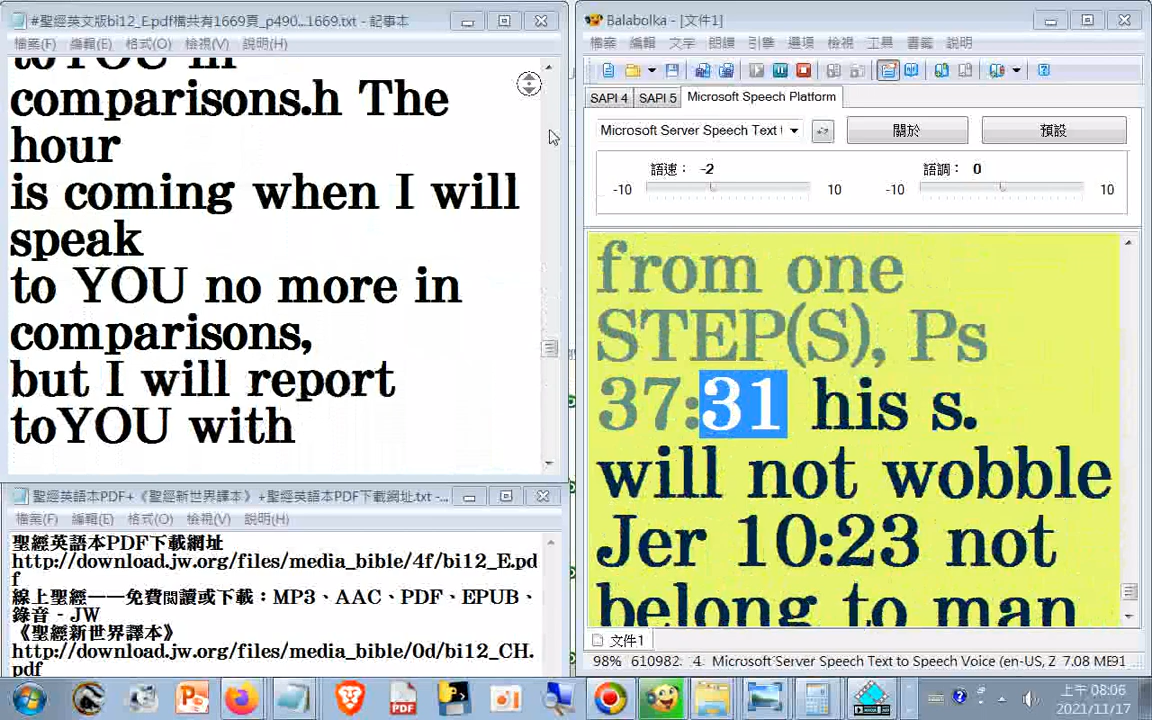 #聖經英文版bi12_E.pdf檔共有1669頁_p490...1669.txt - 記事本
檔案(F) 編輯(E) 格式(O) 檢視(V) 說明(H)
toYOU in
comparisons.h The
hour
is coming when I will
speak
to YOU no more in
comparisons,
but I will report
toYOU with
聖經英語本PDF+《聖經新世界譯本》+聖經英語本PDF下載網址.txt -...
檔案(F) 編輯(E) 格式(O) 檢視(V) 說明(H)
聖經英語本PDF下載網址
http://download.jw.org/files/media_bible/4f/bi12_E.pd
f
線上聖經——免費閱讀或下載：MP3、AAC、PDF、EPUB、
錄音 - JW
《聖經新世界譯本》
http://download.jw.org/files/media_bible/0d/bi12_CH.
pdf
Balabolka - [文件1]
檔案 編輯 文字 朗讀 引擎 選項 檢視 工具 書籤 說明
SAPI 4 SAPI 5 Microsoft Speech Platform
Microsoft Server Speech Text 關於 預設
語速： -2 語調： 0
-10 10 -10 10
from one
STEP(S), Ps
37:31 his s.
will not wobble
Jer 10:23 not
belong to man
文件1
98% 610982. 4. Microsoft Server Speech Text to Speech Voice (en-US, Z 7.08 ME91
PDF
上午 08:06
2021/11/17